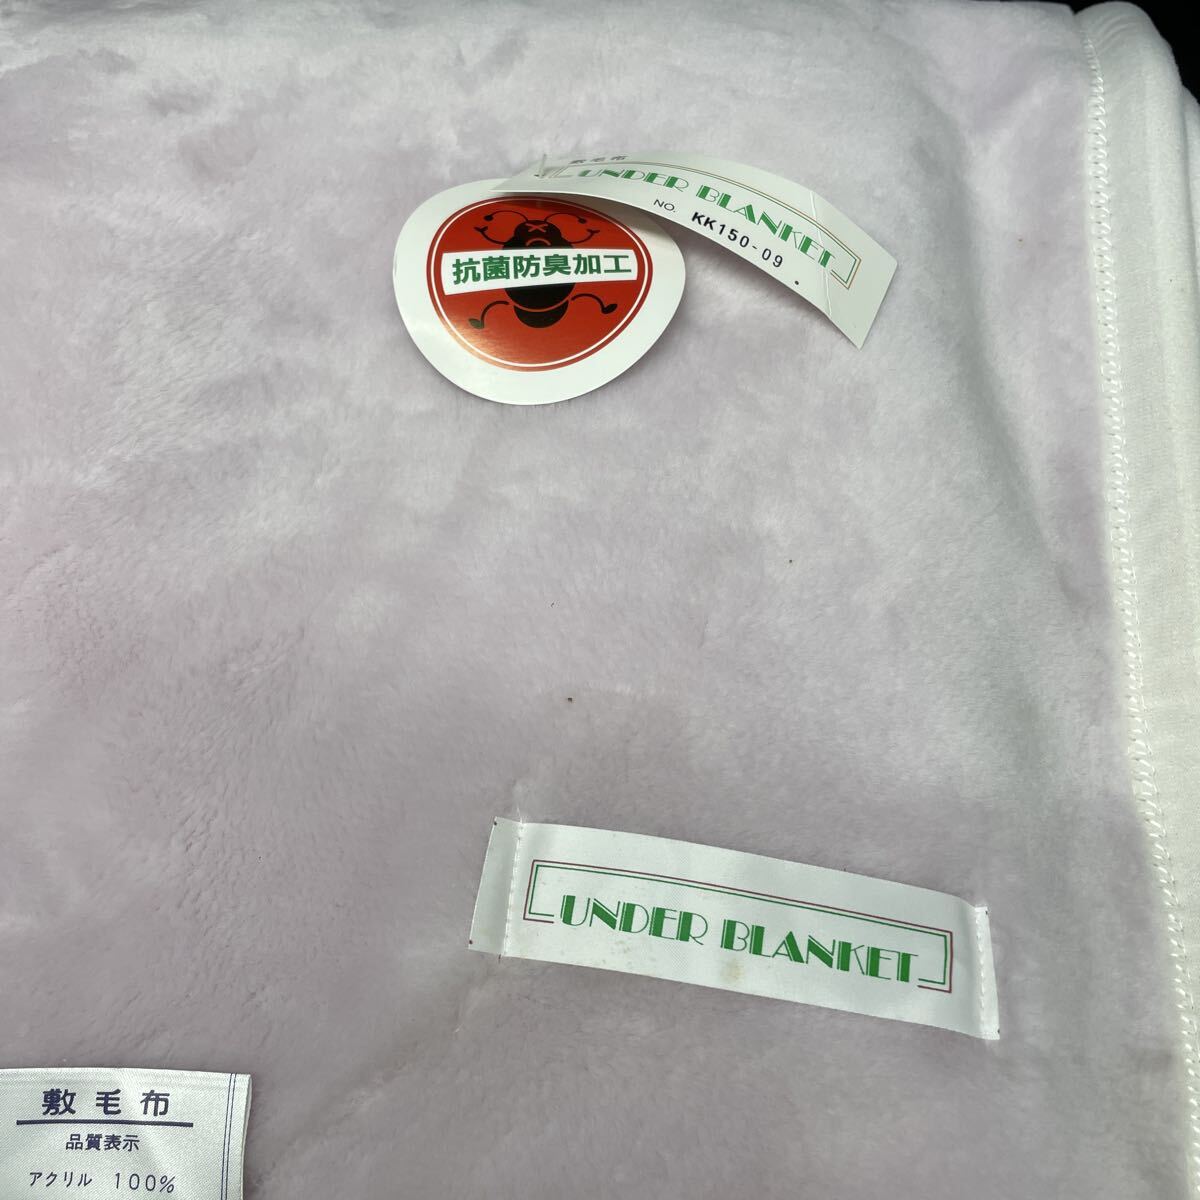 敷毛布
UNDER BLANKET
NO. KK150-09
抗菌防臭加工
UNDER BLANKET
敷毛布
品質表示
アクリル 100%